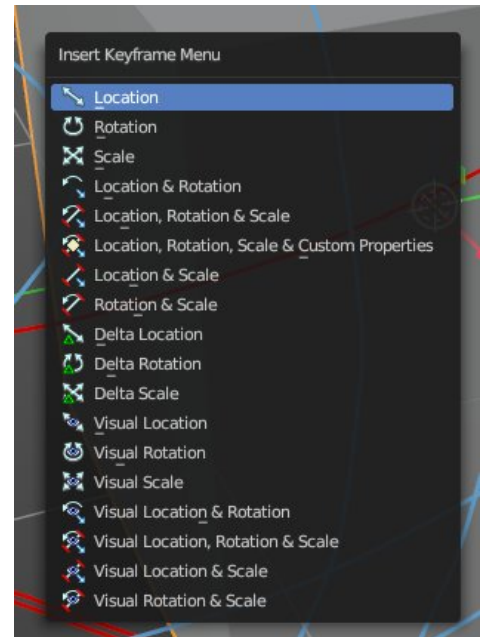 Insert Keyframe Menu
Location
Rotation
Scale
Location & Rotation
Location, Rotation & Scale
Location, Rotation, Scale & Custom Properties
Location & Scale
Rotation & Scale
Delta Location
Delta Rotation
Delta Scale
Visual Location
Visual Rotation
Visual Scale
Visual Location & Rotation
Visual Location, Rotation & Scale
Visual Location & Scale
Visual Rotation & Scale